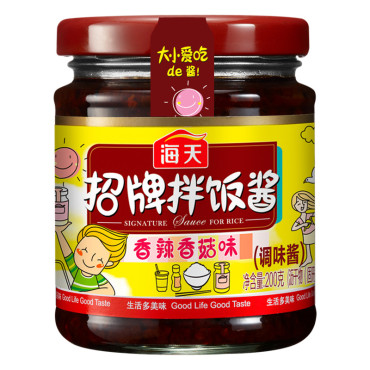 大小爱吃
de 酱!
海天
招牌拌饭酱
SIGNATURE Sauce FOR RICE
香辣香菇味
(调味酱)
净含量:200克
生活多美味 Good Life Good Taste
Good Life Good Taste
生活多美味